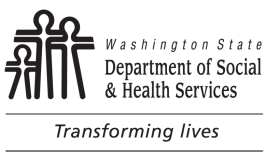 Washington State
Department of Social
& Health Services
Transforming lives